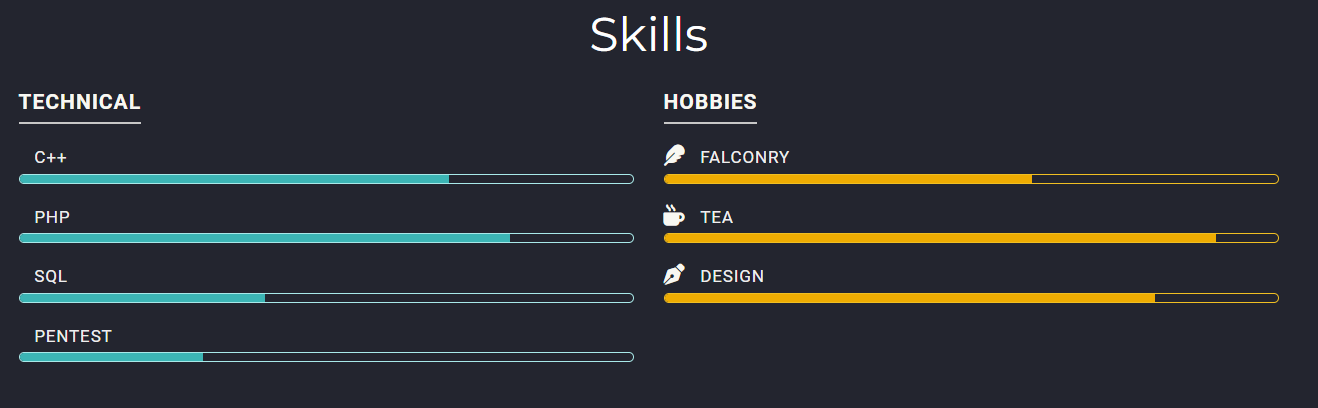 Skills
TECHNICAL
C++
PHP
SQL
PENTEST
HOBBIES
FALCONRY
TEA
DESIGN